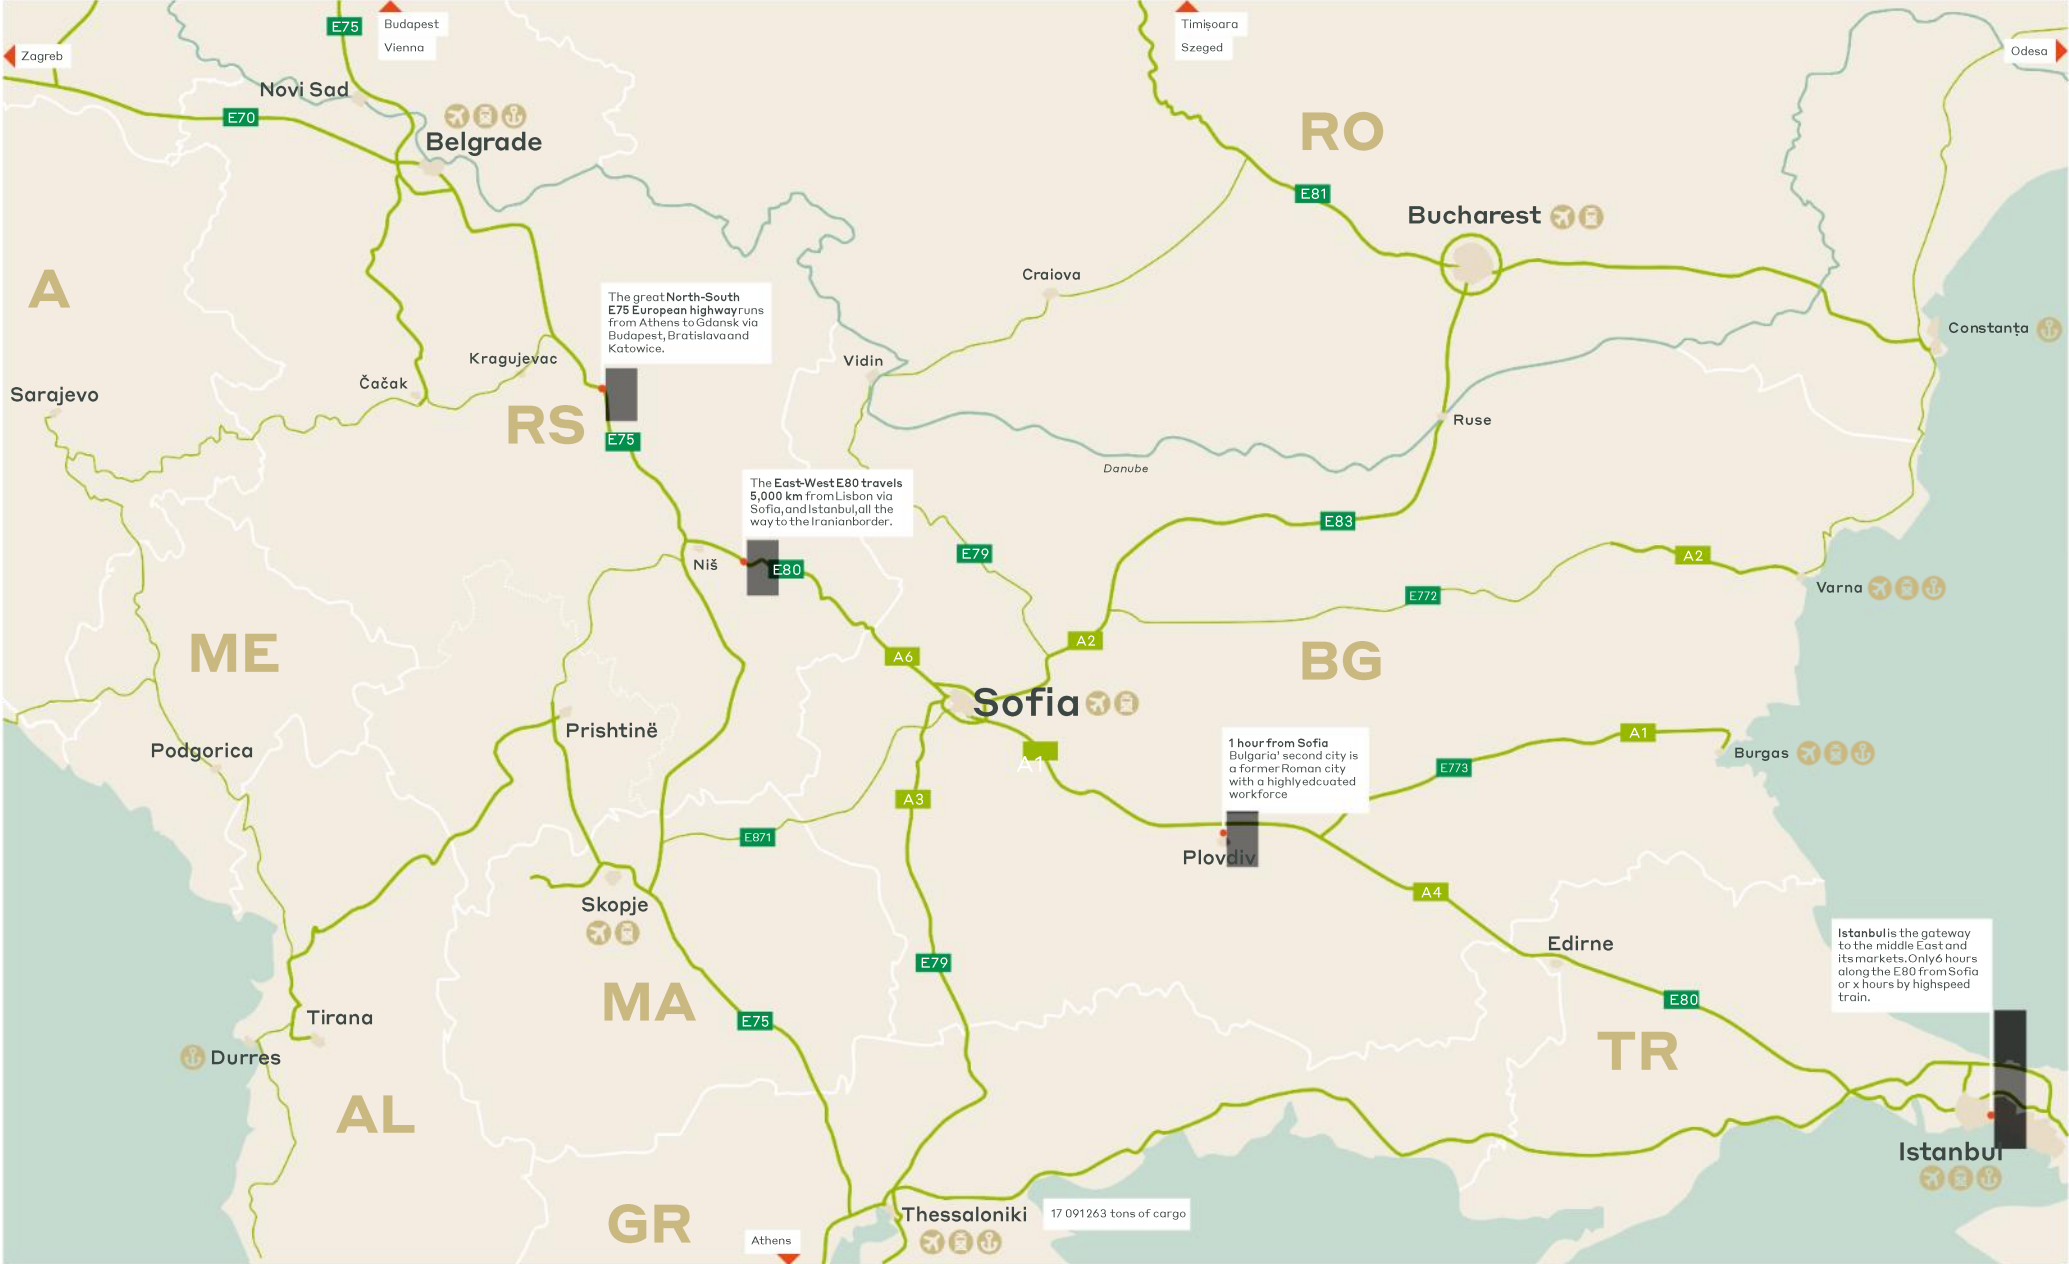 E75
Budapest
Vienna
Timișoara
Szeged
Zagreb
Odesa
Novi Sad
E70
Belgrade
RO
E81
Bucharest
A
Craiova
The great North-South
E75 European highway runs
from Athens to Gdansk via
Budapest, Bratislava and
Katowice.
Constanța
Kragujevac
Vidin
Čačak
Sarajevo
RS
Ruse
E75
Danube
The East-West E80 travels
5,000 km from Lisbon via
Sofia, and Istanbul, all the
way to the Iranian border.
E83
E79
A2
Niš
E80
Varna
E772
ME
A2
A6
BG
Sofia
Prishtinë
A1
Podgorica
A1
1 hour from Sofia
Bulgaria' second city is
a former Roman city
with a highly edcuated
workforce
Burgas
E773
A3
E871
Plovdiv
A4
Skopje
Istanbul is the gateway
to the middle East and
its markets. Only 6 hours
along the E80 from Sofia
or x hours by highspeed
train.
Edirne
E79
MA
E80
Tirana
E75
TR
Durres
AL
Istanbul
GR
Thessaloniki
17 091 263 tons of cargo
Athens